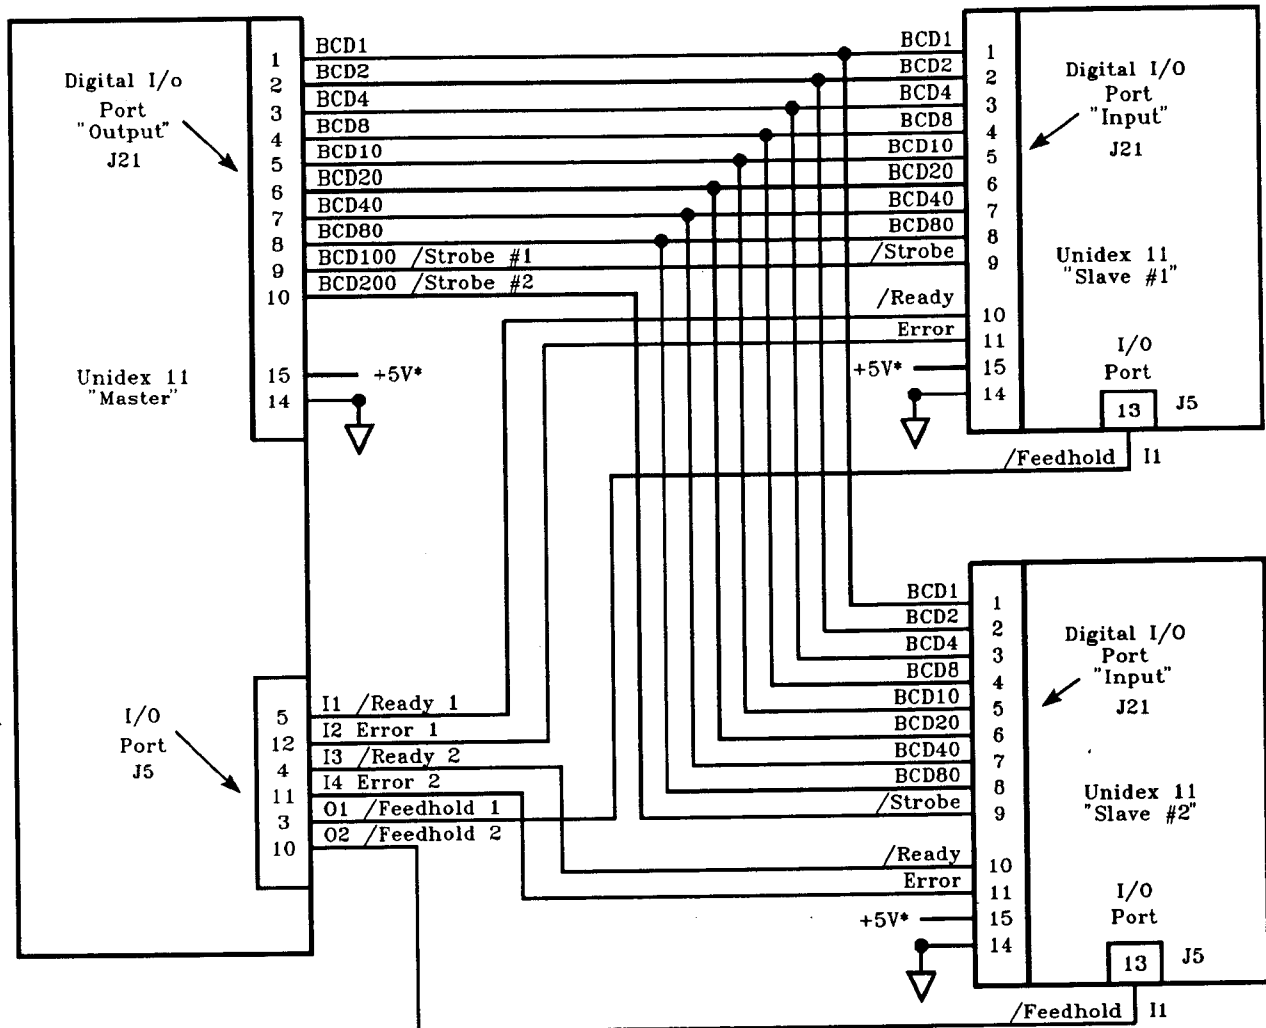 Digital I/o
Port
"Output"
J21
Unidex 11
"Master"
1
2
3
4
5
6
7
8
9
10
15
14
BCD1
BCD2
BCD4
BCD8
BCD10
BCD20
BCD40
BCD80
BCD100 /Strobe #1
BCD200 /Strobe #2
+5V*
BCD1
BCD2
BCD4
BCD8
BCD10
BCD20
BCD40
BCD80
/Strobe
/Ready
Error
+5V*
1
2
3
4
5
6
7
8
9
10
11
15
14
Digital I/O
Port
"Input"
J21
Unidex 11
"Slave #1"
I/O
Port
13
J5
/Feedhold I1
I/O
Port
J5
5
12
4
11
3
10
I1 /Ready 1
I2 Error 1
I3 /Ready 2
I4 Error 2
O1 /Feedhold 1
O2 /Feedhold 2
BCD1
BCD2
BCD4
BCD8
BCD10
BCD20
BCD40
BCD80
/Strobe
/Ready
Error
+5V*
1
2
3
4
5
6
7
8
9
10
11
15
14
Digital I/O
Port
"Input"
J21
Unidex 11
"Slave #2"
I/O
Port
13
J5
/Feedhold I1